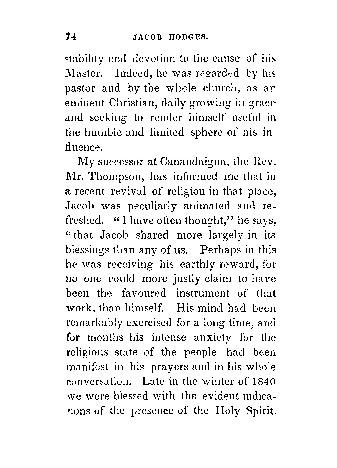 74 JACOB HODGES.
stability and devotion to the cause of his
Master. Indeed, he was regarded by his
pastor and by the whole church, as an
eminent Christian, daily growing in grace
and seeking to render himself useful in
the humble and limited sphere of his in-
fluence.
My successor at Canandaigua, the Rev.
Mr. Thompson, has informed me that in
a recent revival of religion in that place,
Jacob was peculiarly animated and re-
freshed. "I have often thought," he says,
"that Jacob shared more largely in its
blessings than any of us. Perhaps in this
he was receiving his earthly reward, for
no one could more justly claim to have
been the favoured instrument of that
work, than himself. His mind had been
remarkably exercised for a long time, and
for months his intense anxiety for the
religious state of the people had been
manifest in his prayers and in his whole
conversation. Late in the winter of 1840
we were blessed with the evident indica-
tions of the presence of the Holy Spirit.